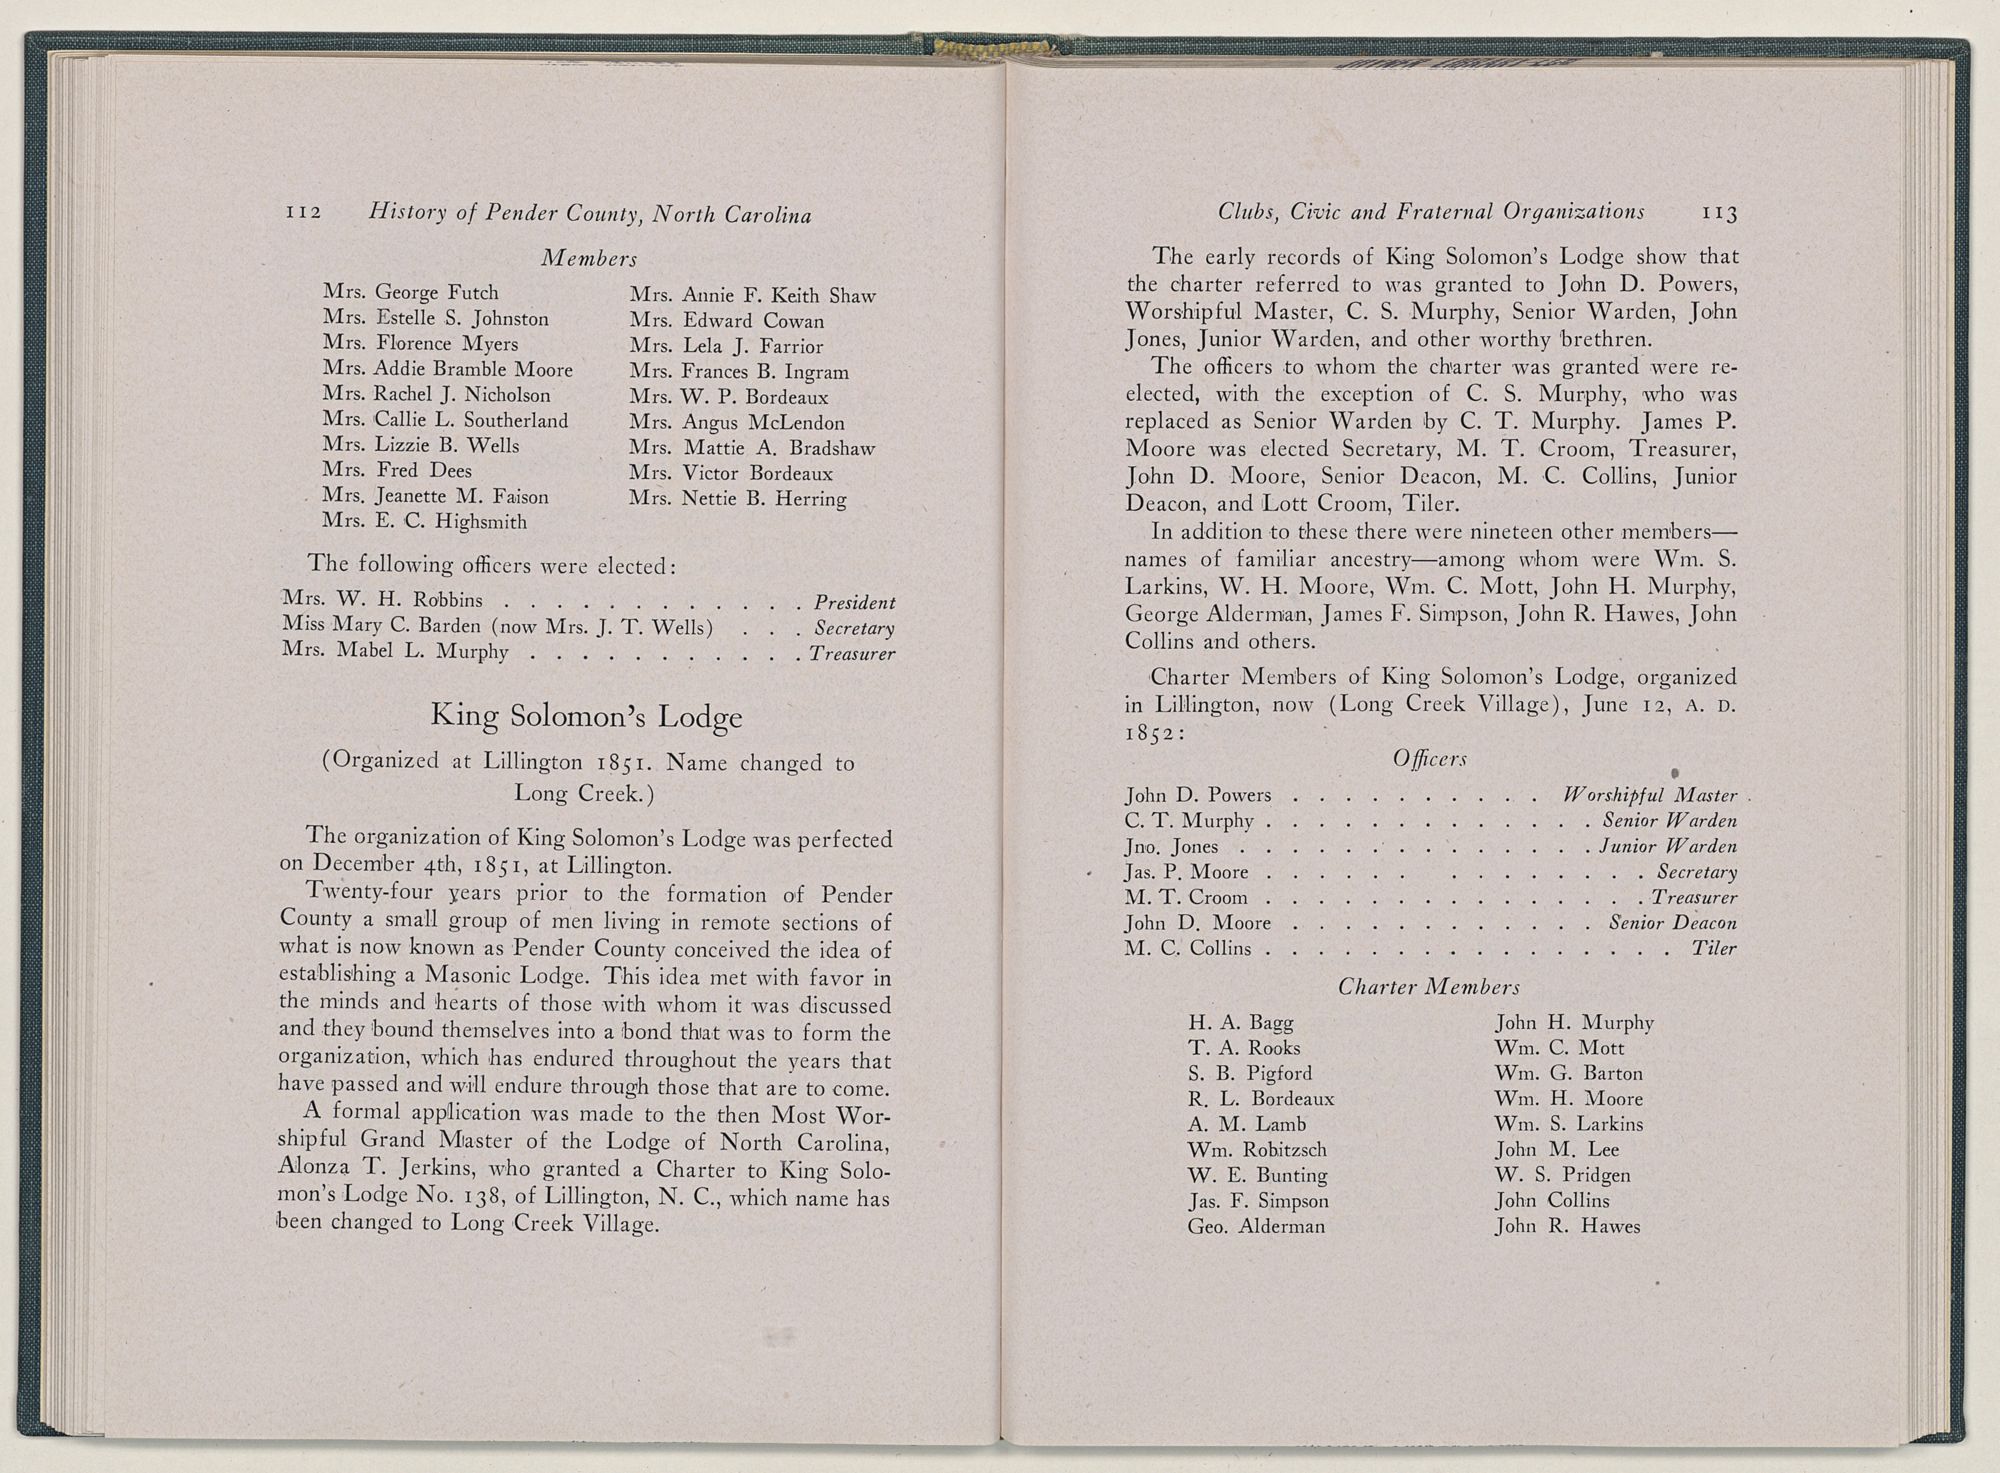 112 History of Pender County, North Carolina
Members
Mrs. George Futch
Mrs. Estelle S. Johnston
Mrs. Florence Myers
Mrs. Addie Bramble Moore
Mrs. Rachel J. Nicholson
Mrs. Callie L. Southerland
Mrs. Lizzie B. Wells
Mrs. Fred Dees
Mrs. Jeanette M. Faison
Mrs. E. C. Highsmith
Mrs. Annie F. Keith Shaw
Mrs. Edward Cowan
Mrs. Lela J. Farrior
Mrs. Frances B. Ingram
Mrs. W. P. Bordeaux
Mrs. Angus McLendon
Mrs. Mattie A. Bradshaw
Mrs. Victor Bordeaux
Mrs. Nettie B. Herring
The following officers were elected:
Mrs. W. H. Robbins . . . . . . . . . . . . President
Miss Mary C. Barden (now Mrs. J. T. Wells) . . . Secretary
Mrs. Mabel L. Murphy . . . . . . . . . . . Treasurer
King Solomon's Lodge
(Organized at Lillington 1851. Name changed to
Long Creek.)
The organization of King Solomon's Lodge was perfected
on December 4th, 1851, at Lillington.
Twenty-four years prior to the formation of Pender
County a small group of men living in remote sections of
what is now known as Pender County conceived the idea of
establishing a Masonic Lodge. This idea met with favor in
the minds and hearts of those with whom it was discussed
and they bound themselves into a bond that was to form the
organization, which has endured throughout the years that
have passed and will endure through those that are to come.
A formal application was made to the then Most Wor-
shipful Grand Master of the Lodge of North Carolina,
Alonza T. Jerkins, who granted a Charter to King Solo-
mon's Lodge No. 138, of Lillington, N. C., which name has
been changed to Long Creek Village.
Clubs, Civic and Fraternal Organizations 113
The early records of King Solomon's Lodge show that
the charter referred to was granted to John D. Powers,
Worshipful Master, C. S. Murphy, Senior Warden, John
Jones, Junior Warden, and other worthy brethren.
The officers to whom the charter was granted were re-
elected, with the exception of C. S. Murphy, who was
replaced as Senior Warden by C. T. Murphy. James P.
Moore was elected Secretary, M. T. Croom, Treasurer,
John D. Moore, Senior Deacon, M. C. Collins, Junior
Deacon, and Lott Croom, Tiler.
In addition to these there were nineteen other members—
names of familiar ancestry—among whom were Wm. S.
Larkins, W. H. Moore, Wm. C. Mott, John H. Murphy,
George Alderman, James F. Simpson, John R. Hawes, John
Collins and others.
Charter Members of King Solomon's Lodge, organized
in Lillington, now (Long Creek Village), June 12, A. D.
1852:
Officers
John D. Powers . . . . . . . . . . Worshipful Master
C. T. Murphy . . . . . . . . . . . . . Senior Warden
Jno. Jones . . . . . . . . . . . . . . Junior Warden
Jas. P. Moore . . . . . . . . . . . . . . Secretary
M. T. Croom . . . . . . . . . . . . . . . Treasurer
John D. Moore . . . . . . . . . . . . Senior Deacon
M. C. Collins . . . . . . . . . . . . . . . . Tiler
Charter Members
H. A. Bagg
T. A. Rooks
S. B. Pigford
R. L. Bordeaux
A. M. Lamb
Wm. Robitzsch
W. E. Bunting
Jas. F. Simpson
Geo. Alderman
John H. Murphy
Wm. C. Mott
Wm. G. Barton
Wm. H. Moore
Wm. S. Larkins
John M. Lee
W. S. Pridgen
John Collins
John R. Hawes